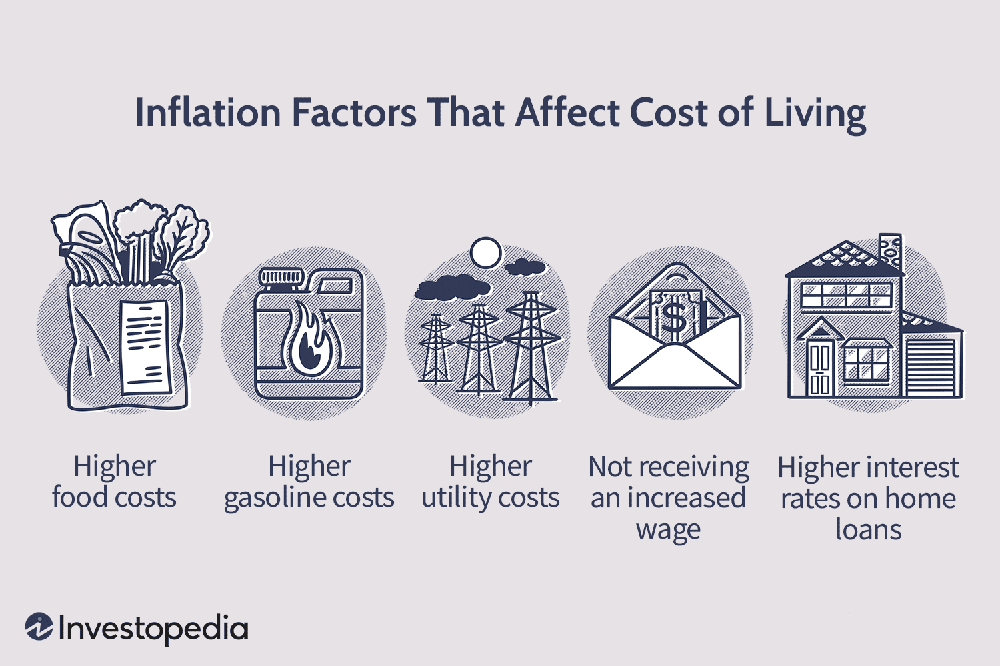 Inflation Factors That Affect Cost of Living
$
Higher
food costs
Higher
gasoline costs
Higher
utility costs
Not receiving
an increased
wage
Higher interest
rates on home
loans
Investopedia